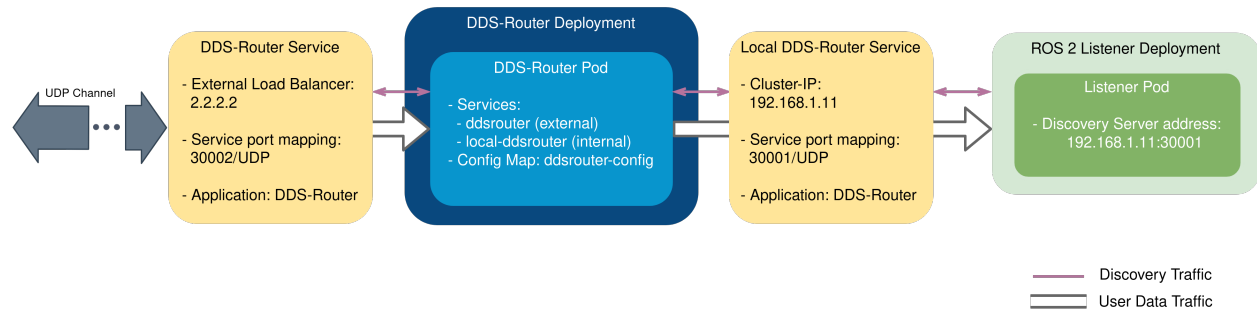 UDP Channel
DDS-Router Service
- External Load Balancer:
2.2.2.2
- Service port mapping:
30002/UDP
- Application: DDS-Router
DDS-Router Deployment
DDS-Router Pod
- Services:
- ddsrouter (external)
- local-ddsrouter (internal)
- Config Map: ddsrouter-config
Local DDS-Router Service
- Cluster-IP:
192.168.1.11
- Service port mapping:
30001/UDP
- Application: DDS-Router
ROS 2 Listener Deployment
Listener Pod
- Discovery Server address:
192.168.1.11:30001
Discovery Traffic
User Data Traffic